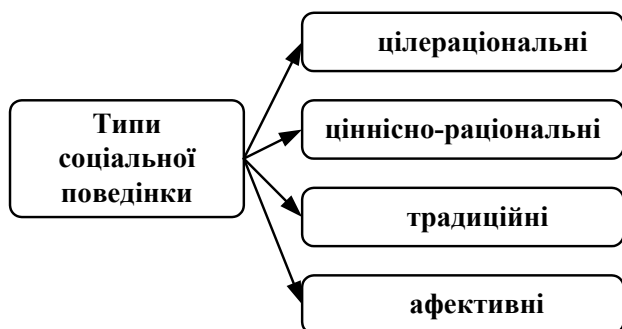 Типи
соціальної
поведінки
цілераціональні
ціннісно-раціональні
традиційні
афективні